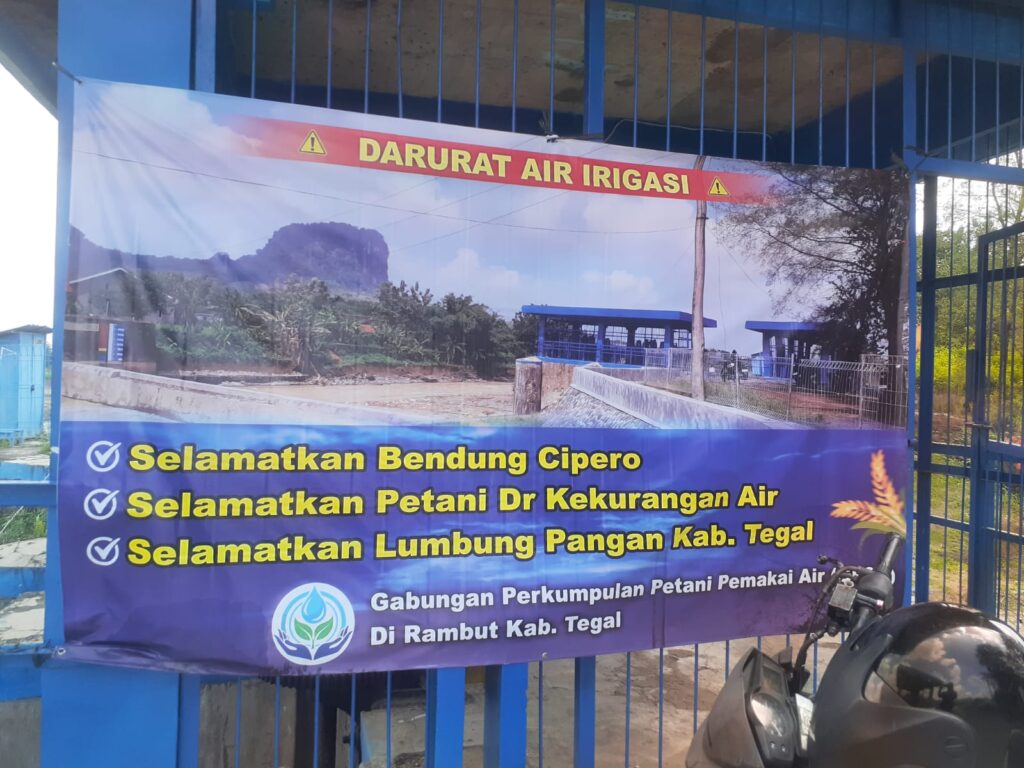 DARURAT AIR IRIGASI
Selamatkan Bendung Cipero
Selamatkan Petani Dr Kekurangan Air
Selamatkan Lumbung Pangan Kab. Tegal
Gabungan Perkumpulan Petani Pemakai Air
Di Rambut Kab. Tegal